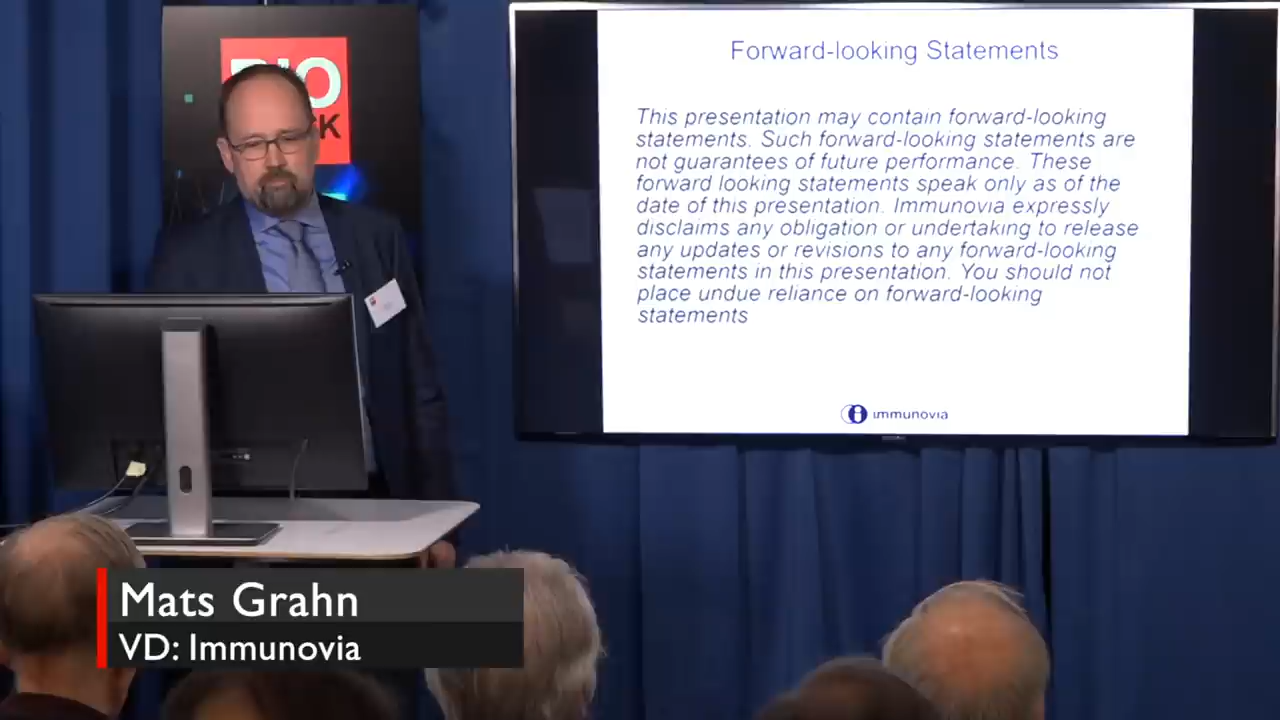 BIO
Forward-looking Statements
This presentation may contain forward-looking
statements. Such forward-looking statements are
not guarantees of future performance. These
forward looking statements speak only as of the
date of this presentation. Immunovia expressly
disclaims any obligation or undertaking to release
any updates or revisions to any forward-looking
statements in this presentation. You should not
place undue reliance on forward-looking
statements
immunovia
Mats Grahn
VD: Immunovia